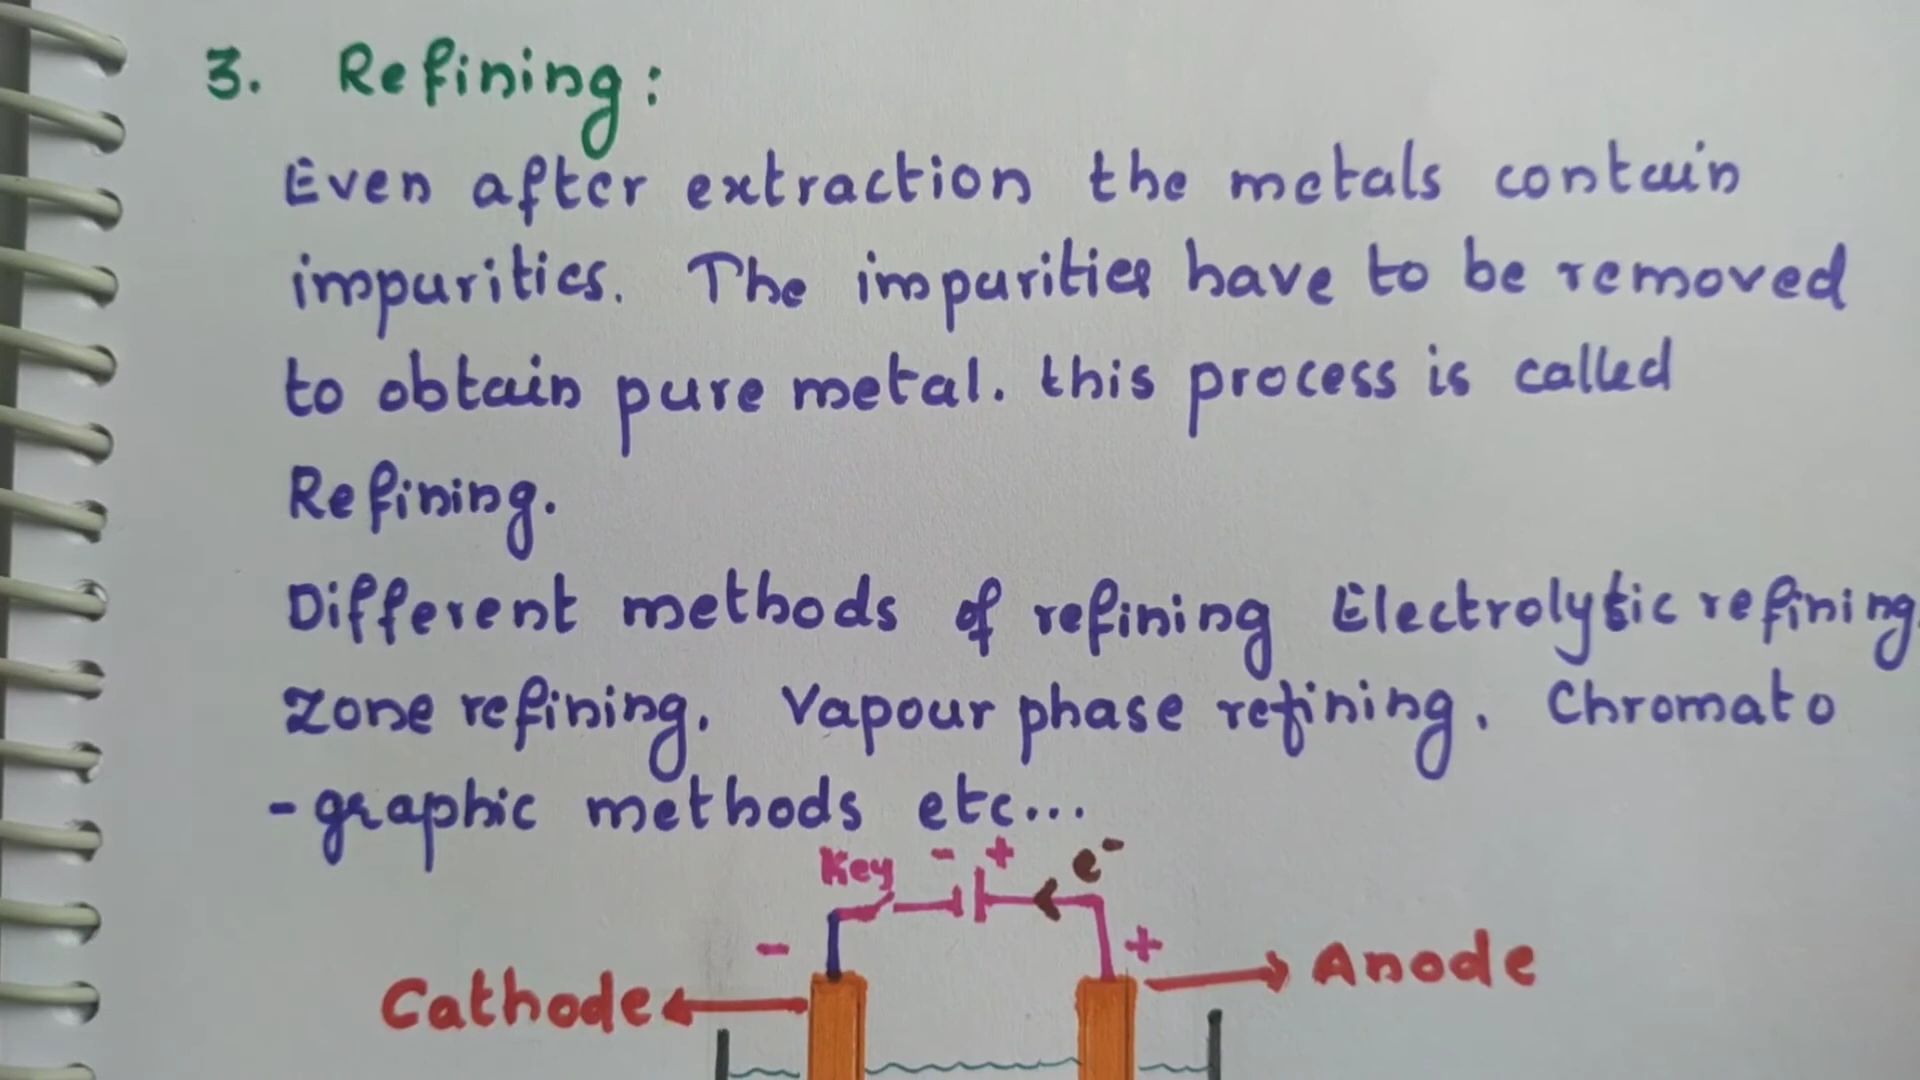 3. Refining:
Even after extraction the metals contain
impurities. The impurities have to be removed
to obtain pure metal. this process is called
Refining.
Different methods of refining Electrolytic refining.
Zone refining. Vapour phase refining. Chromato
-graphic methods etc...
Key - + e-
- +
Cathode Anode